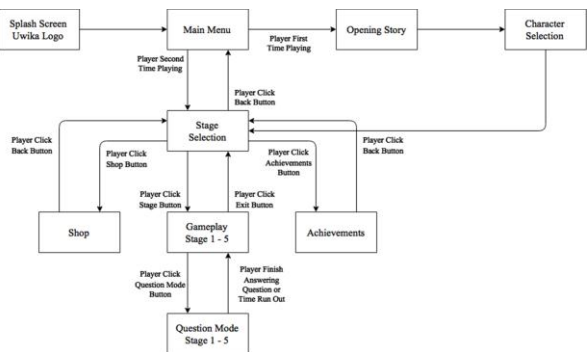 Splash Screen
Uwika Logo
Main Menu
Opening Story
Character
Selection
Player First
Time Playing
Player Second
Time Playing
Player Click
Back Button
Stage
Selection
Player Click
Back Button
Player Click
Shop Button
Player Click
Achievements
Button
Player Click
Back Button
Player Click
Stage Button
Player Click
Exit Button
Shop
Gameplay
Stage 1 - 5
Achievements
Player Click
Question Mode
Button
Player Finish
Answering
Question or
Time Run Out
Question Mode
Stage 1 - 5